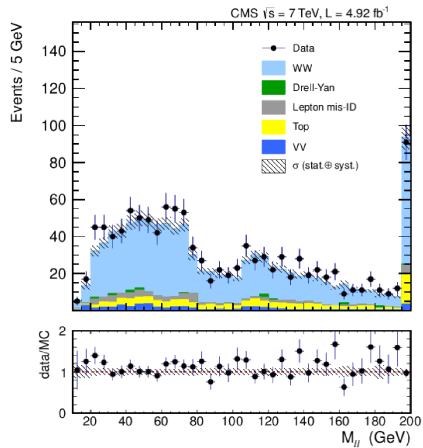 CMS √s = 7 TeV, L = 4.92 fb⁻¹
Events / 5 GeV
140
120
100
80
60
40
20
Data
WW
Drell-Yan
Lepton mis-ID
Top
VV
σ (stat.⊕ syst.)
data/MC
2
1
0
20 40 60 80 100 120 140 160 180 200
M_ll (GeV)